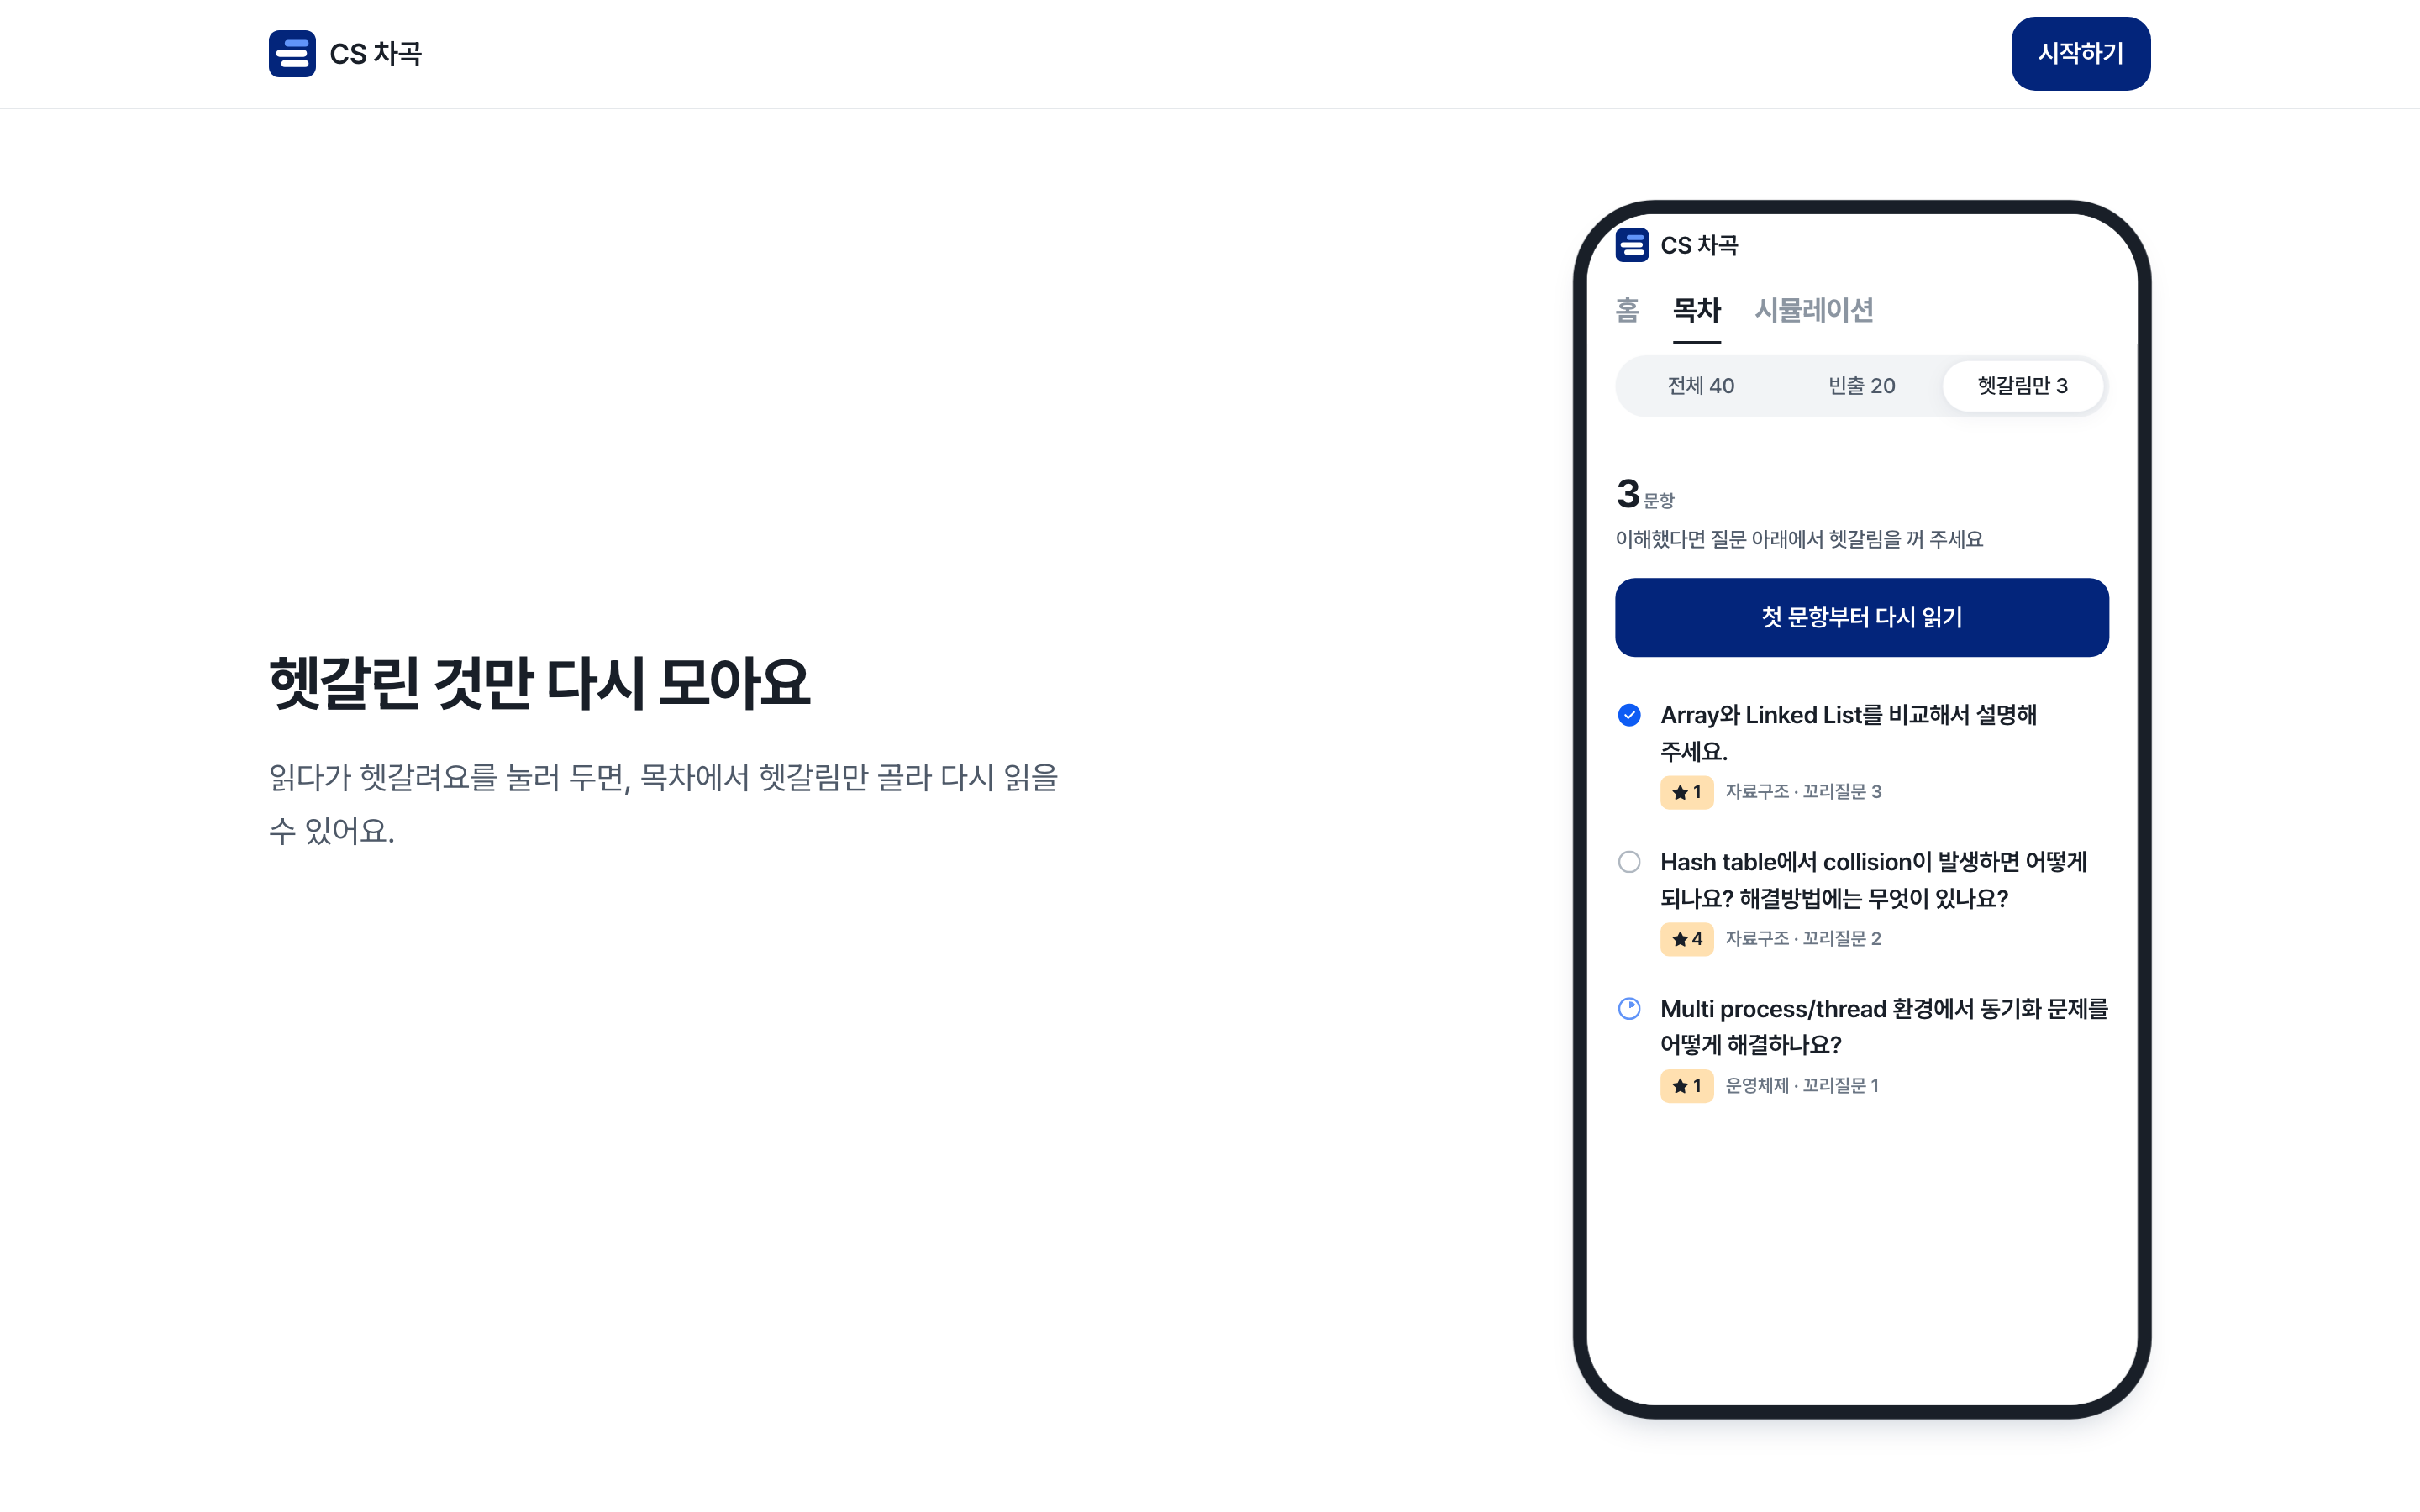 CS 차곡
시작하기
헷갈린 것만 다시 모아요
읽다가 헷갈려요를 눌러 두면, 목차에서 헷갈림만 골라 다시 읽을
수 있어요.
CS 차곡
홈 목차 시뮬레이션
전체 40 빈출 20 헷갈림만 3
3문항
이해했다면 질문 아래에서 헷갈림을 꺼 주세요
첫 문항부터 다시 읽기
Array와 Linked List를 비교해서 설명해
주세요.
★ 1 자료구조 · 꼬리질문 3
Hash table에서 collision이 발생하면 어떻게
되나요? 해결방법에는 무엇이 있나요?
★ 4 자료구조 · 꼬리질문 2
Multi process/thread 환경에서 동기화 문제를
어떻게 해결하나요?
★ 1 운영체제 · 꼬리질문 1